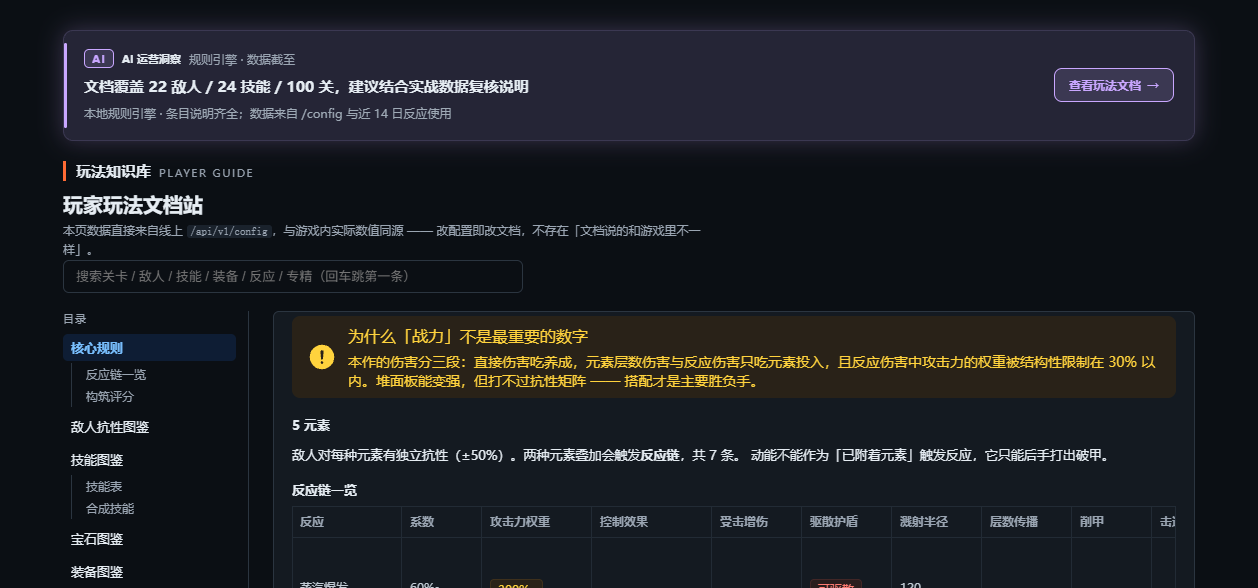 AI AI 运营洞察 规则引擎 · 数据截至
文档覆盖 22 敌人 / 24 技能 / 100 关，建议结合实战数据复核说明
本地规则引擎 · 条目说明齐全；数据来自 /config 与近 14 日反应使用
查看玩法文档 →
玩法知识库 PLAYER GUIDE
玩家玩法文档站
本页数据直接来自线上 /api/v1/config，与游戏内实际数值同源 —— 改配置即改文档，不存在「文档说的和游戏里不一
样」。
搜索关卡 / 敌人 / 技能 / 装备 / 反应 / 专精（回车跳第一条）
目录
核心规则
反应链一览
构筑评分
敌人抗性图鉴
技能图鉴
技能表
合成技能
宝石图鉴
装备图鉴
为什么「战力」不是最重要的数字
本作的伤害分三段：直接伤害吃养成，元素层数伤害与反应伤害只吃元素投入，且反应伤害中攻击力的权重被结构性限制在 30% 以
内。堆面板能变强，但打不过抗性矩阵 —— 搭配才是主要胜负手。
5 元素
敌人对每种元素有独立抗性（±50%）。两种元素叠加会触发反应链，共 7 条。 动能不能作为「已附着元素」触发反应，它只能后手打出破甲。
反应链一览
反应 系数 攻击力权重 控制效果 受击增伤 驱散护盾 溅射半径 层数传播 削甲
120